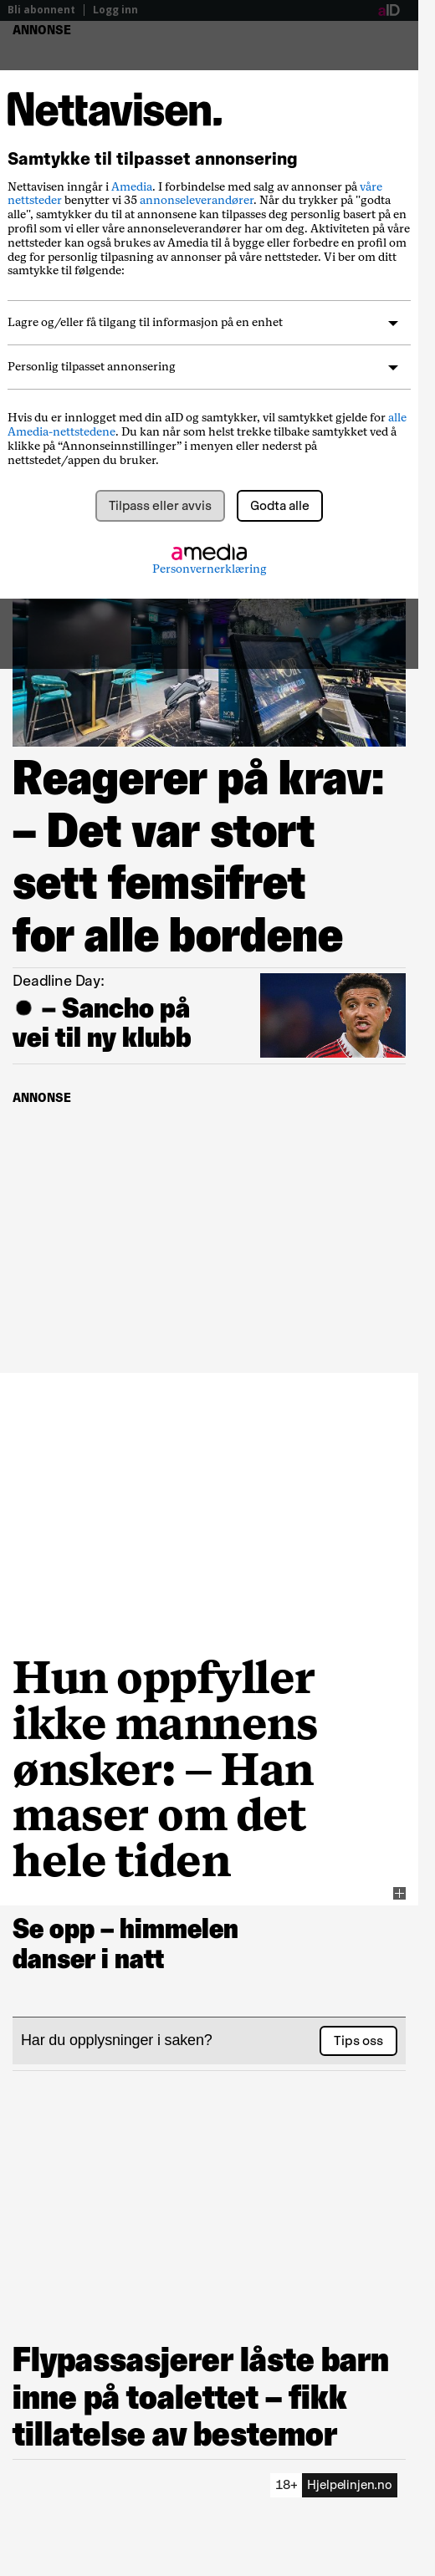 Bli abonnent | Logg inn aID
ANNONSE
Nettavisen.
Samtykke til tilpasset annonsering
Nettavisen inngår i Amedia. I forbindelse med salg av annonser på våre
nettsteder benytter vi 35 annonseleverandører. Når du trykker på "godta
alle", samtykker du til at annonsene kan tilpasses deg personlig basert på en
profil som vi eller våre annonseleverandører har om deg. Aktiviteten på våre
nettsteder kan også brukes av Amedia til å bygge eller forbedre en profil om
deg for personlig tilpasning av annonser på våre nettsteder. Vi ber om ditt
samtykke til følgende:
Lagre og/eller få tilgang til informasjon på en enhet
Personlig tilpasset annonsering
Hvis du er innlogget med din aID og samtykker, vil samtykket gjelde for alle
Amedia-nettstedene. Du kan når som helst trekke tilbake samtykket ved å
klikke på “Annonseinnstillinger” i menyen eller nederst på
nettstedet/appen du bruker.
Tilpass eller avvis Godta alle
amedia
Personvernerklæring
Reagerer på krav:
– Det var stort
sett femsifret
for alle bordene
Deadline Day:
– Sancho på
vei til ny klubb
ANNONSE
Hun oppfyller
ikke mannens
ønsker: – Han
maser om det
hele tiden
Se opp – himmelen
danser i natt
Har du opplysninger i saken? Tips oss
Flypassasjerer låste barn
inne på toalettet – fikk
tillatelse av bestemor
18+ Hjelpelinjen.no